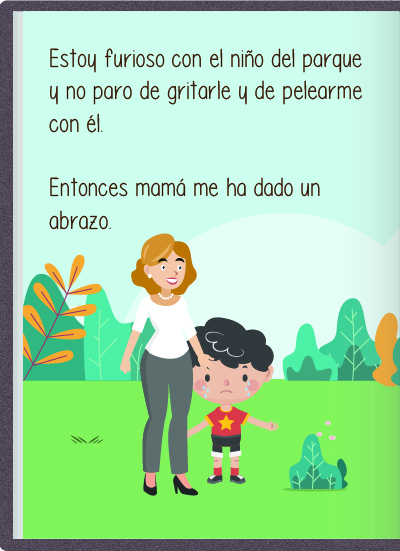 Estoy furioso con el niño del parque
y no paro de gritarle y de pelearme
con él.
Entonces mamá me ha dado un
abrazo.